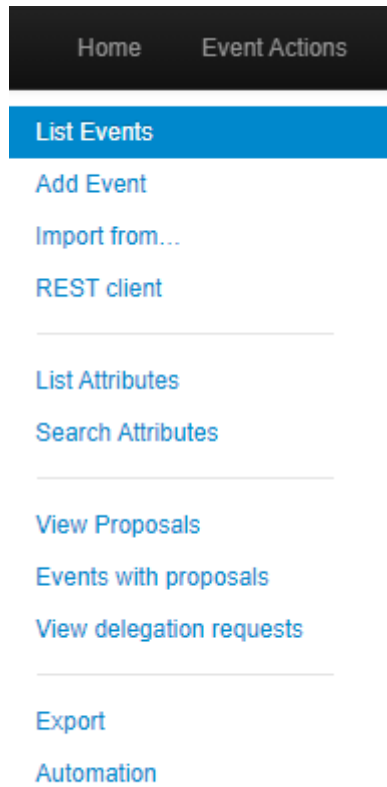 Home Event Actions
List Events
Add Event
Import from...
REST client
List Attributes
Search Attributes
View Proposals
Events with proposals
View delegation requests
Export
Automation